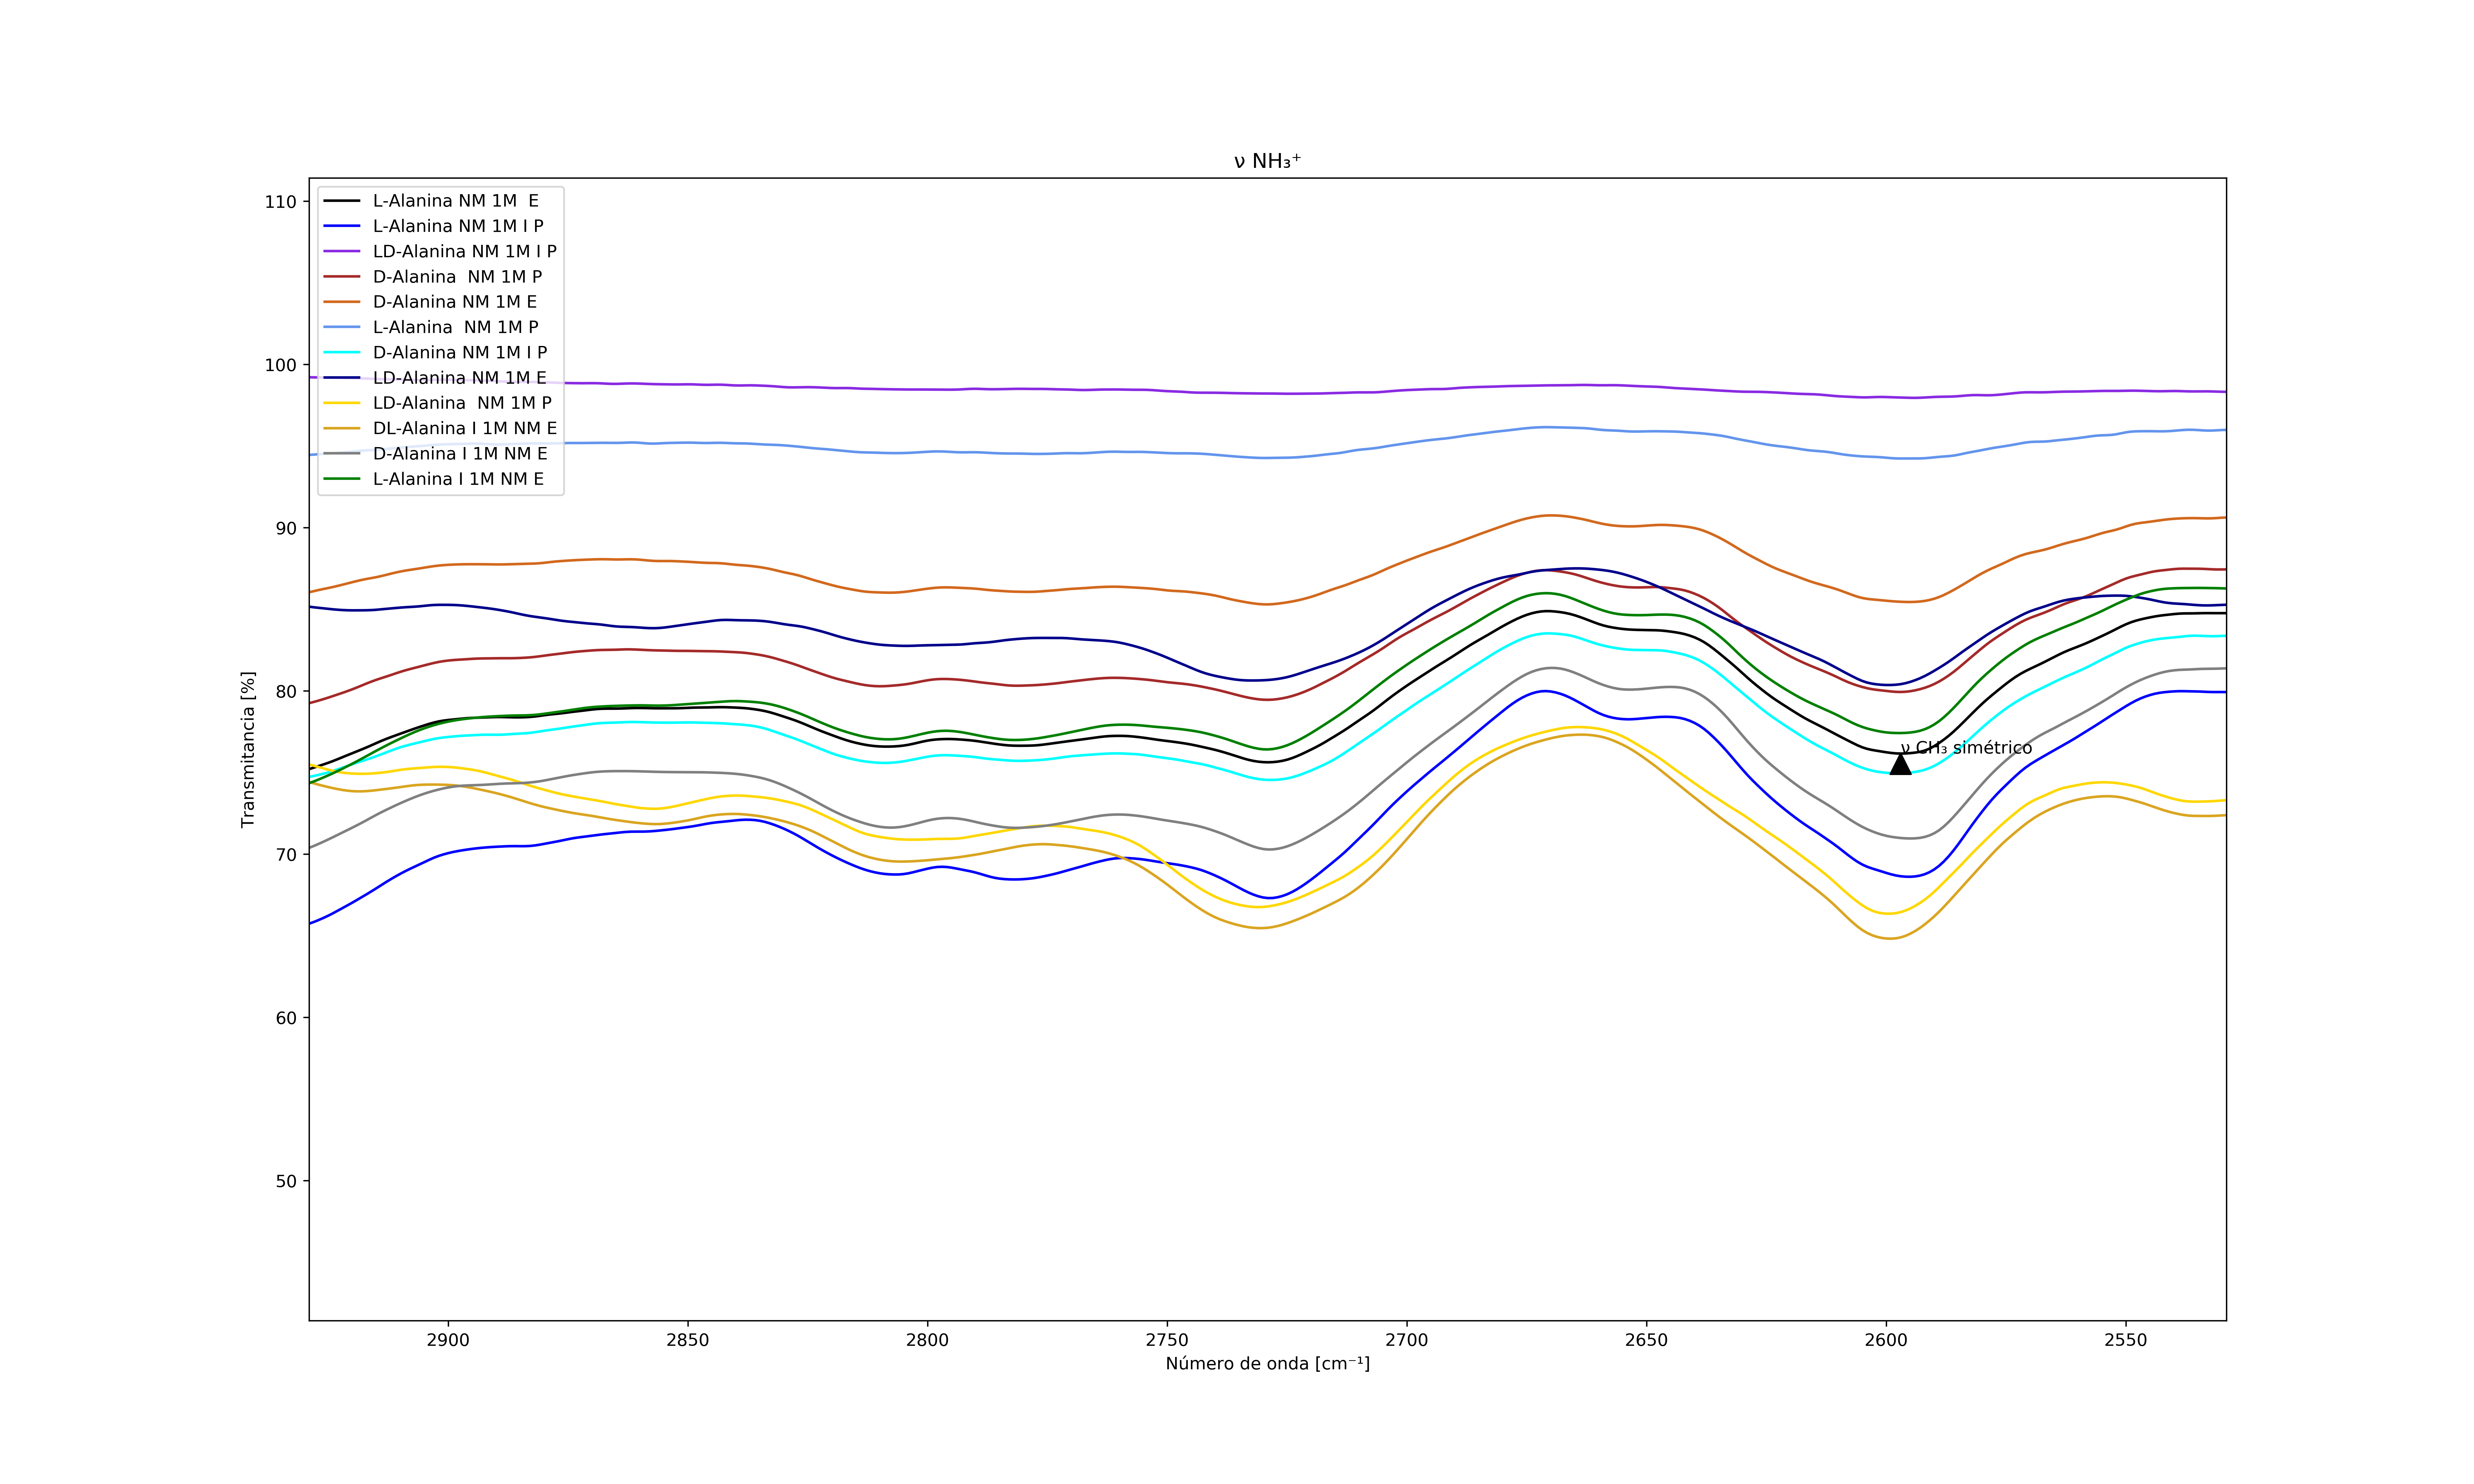 ν NH₃⁺
110
100
90
80
70
60
50
Transmitancia [%]
L-Alanina NM 1M  E
L-Alanina NM 1M I P
LD-Alanina NM 1M I P
D-Alanina  NM 1M P
D-Alanina NM 1M E
L-Alanina  NM 1M P
D-Alanina NM 1M I P
LD-Alanina NM 1M E
LD-Alanina  NM 1M P
DL-Alanina I 1M NM E
D-Alanina I 1M NM E
L-Alanina I 1M NM E
ν CH₃ simétrico
2900 2850 2800 2750 2700 2650 2600 2550
Número de onda [cm⁻¹]